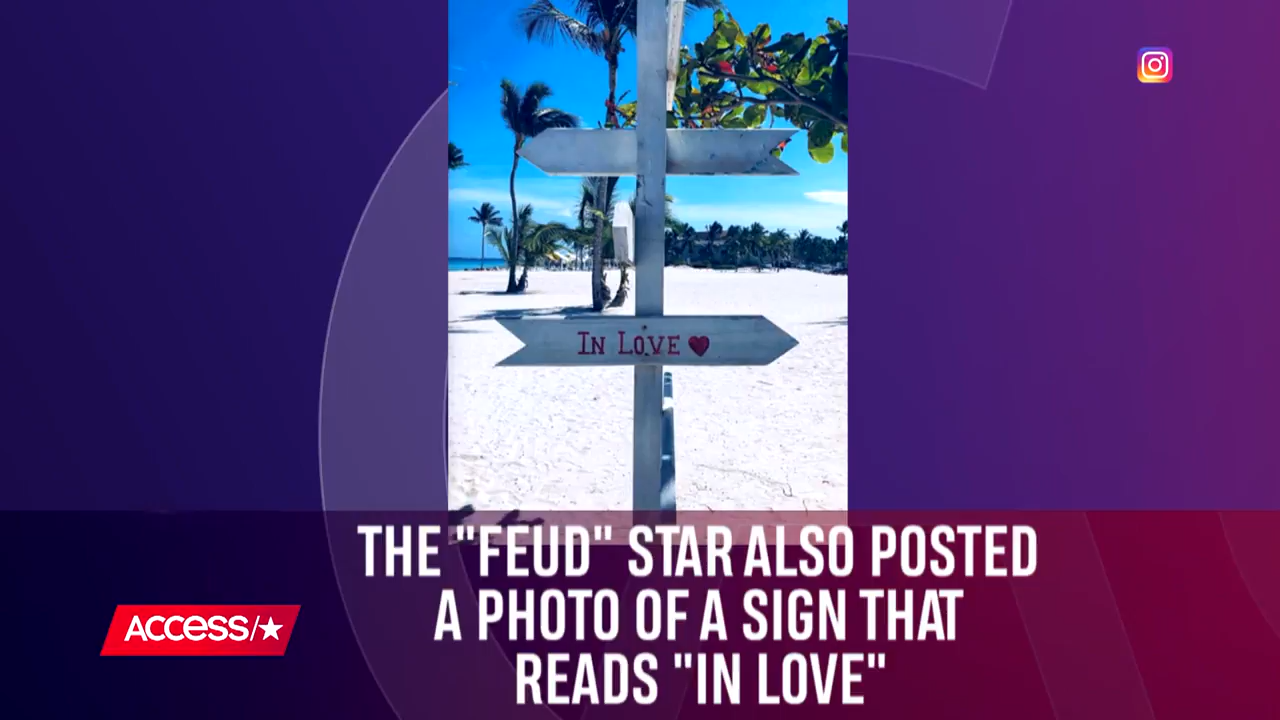 IN LOVE
THE "FEUD" STAR ALSO POSTED
A PHOTO OF A SIGN THAT
READS "IN LOVE"
ACCESS/